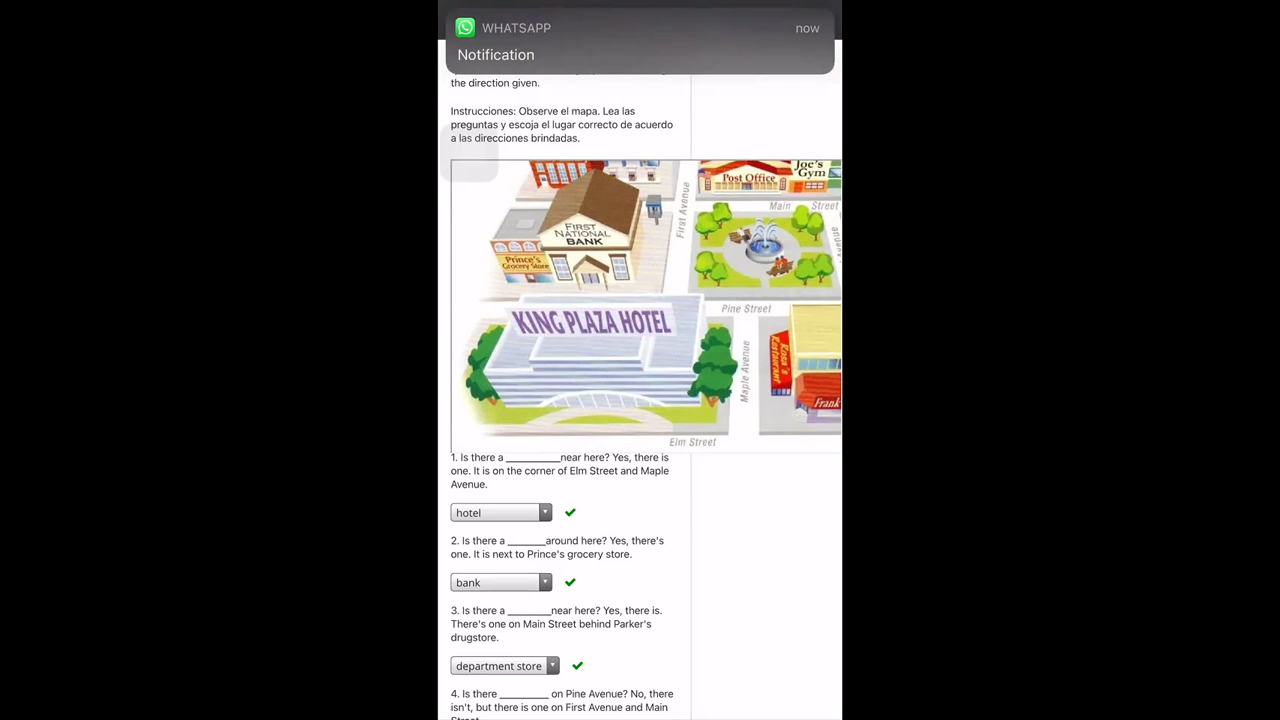 WHATSAPP
now
Notification
the direction given.
Instrucciones: Observe el mapa. Lea las
preguntas y escoja el lugar correcto de acuerdo
a las direcciones brindadas.
Post Office
Joe's
Gym
First Avenue
Main Street
FIRST
NATIONAL
BANK
Prince's
Grocery Store
KING PLAZA HOTEL
Pine Street
Maple Avenue
Rosa's
Restaurant
Frank
Elm Street
1. Is there a ___________near here? Yes, there is
one. It is on the corner of Elm Street and Maple
Avenue.
hotel
2. Is there a ________around here? Yes, there's
one. It is next to Prince's grocery store.
bank
3. Is there a _________near here? Yes, there is.
There's one on Main Street behind Parker's
drugstore.
department store
4. Is there __________ on Pine Avenue? No, there
isn't, but there is one on First Avenue and Main